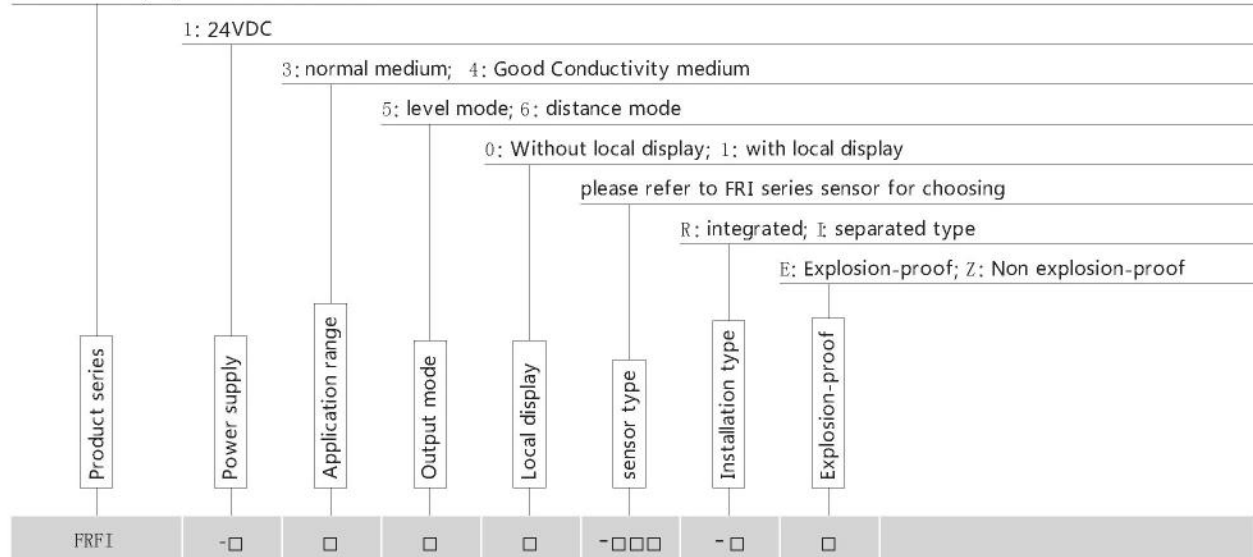 1: 24VDC
3: normal medium; 4: Good Conductivity medium
5: level mode; 6: distance mode
0: Without local display; 1: with local display
please refer to FRI series sensor for choosing
R: integrated; I: separated type
E: Explosion-proof; Z: Non explosion-proof
Product series
Power supply
Application range
Output mode
Local display
sensor type
Installation type
Explosion-proof
FRFI -□ □ □ □ -□□□ -□ □